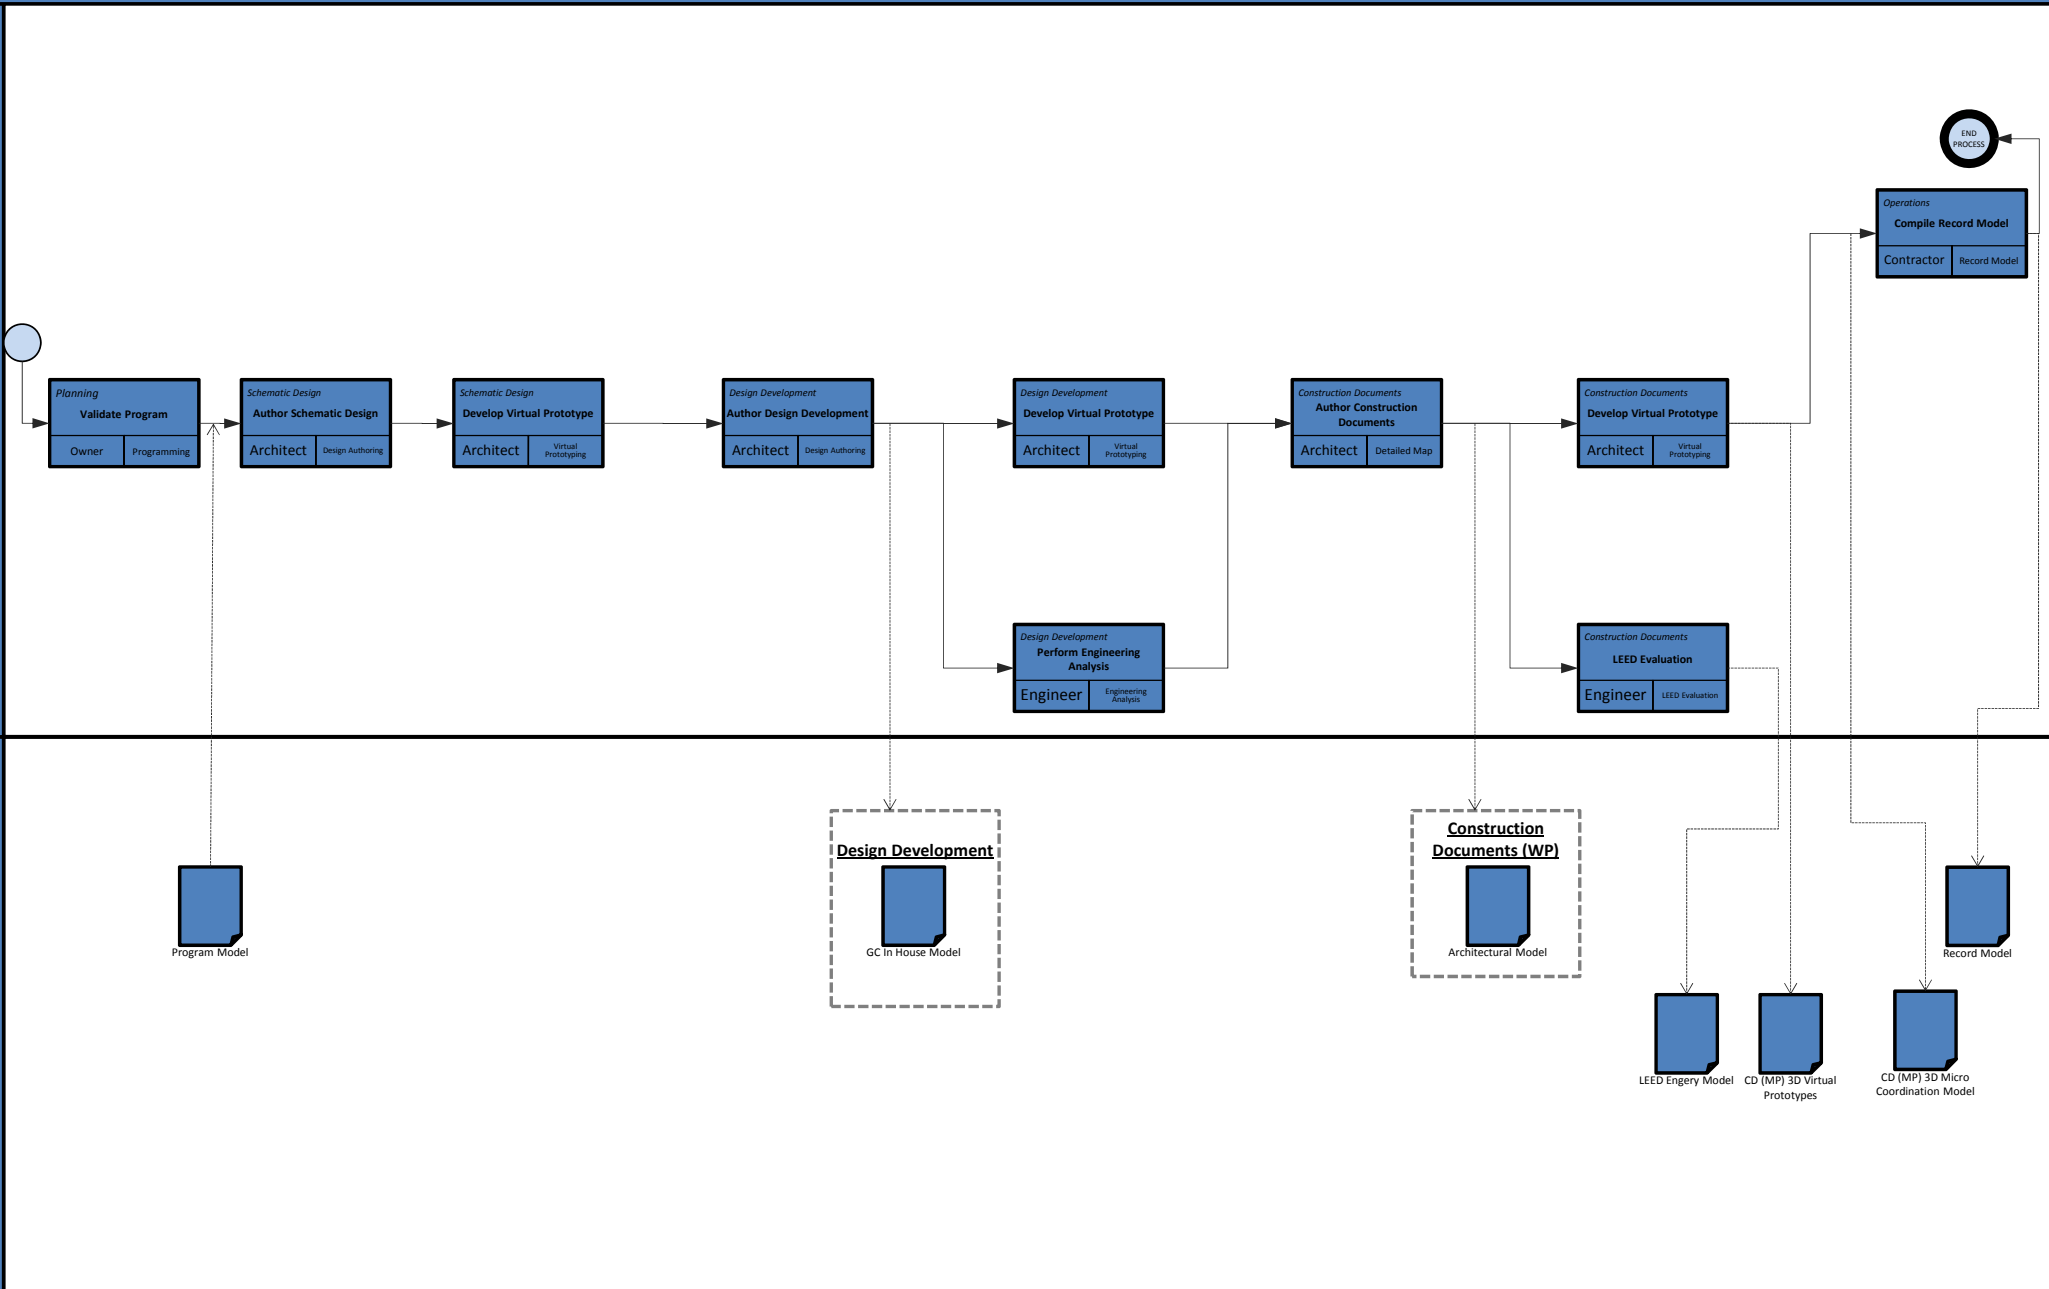 END
PROCESS
Operations
Compile Record Model
Contractor
Record Model
Planning
Validate Program
Owner
Programming
Schematic Design
Author Schematic Design
Architect
Design Authoring
Schematic Design
Develop Virtual Prototype
Architect
Virtual
Prototyping
Design Development
Author Design Development
Architect
Design Authoring
Design Development
Develop Virtual Prototype
Architect
Virtual
Prototyping
Construction Documents
Author Construction
Documents
Architect
Detailed Map
Construction Documents
Develop Virtual Prototype
Architect
Virtual
Prototyping
Design Development
Perform Engineering
Analysis
Engineer
Engineering
Analysis
Construction Documents
LEED Evaluation
Engineer
LEED Evaluation
Program Model
Design Development
GC In House Model
Construction
Documents (WP)
Architectural Model
Record Model
LEED Engery Model
CD (MP) 3D Virtual
Prototypes
CD (MP) 3D Micro
Coordination Model